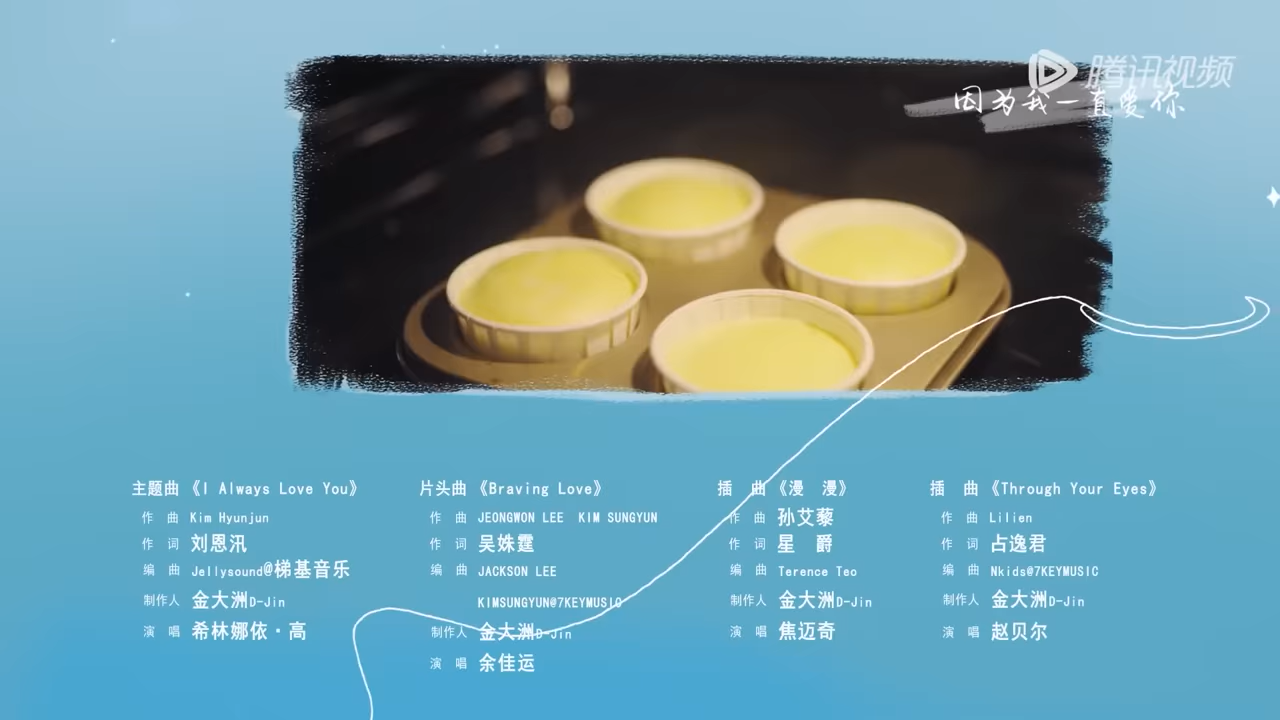 腾讯视频
因为我一直爱你
主题曲 《I Always Love You》
作 曲 Kim Hyunjun
作 词 刘恩汛
编 曲 Jellysound@梯基音乐
制作人 金大洲D-Jin
演 唱 希林娜依·高
片头曲 《Braving Love》
作 曲 JEONGWON LEE KIM SUNGYUN
作 词 吴姝霆
编 曲 JACKSON LEE
KIMSUNGYUN@7KEYMUSIC
制作人 金大洲D-Jin
演 唱 余佳运
插 曲 《漫 漫》
作 曲 孙艾藜
作 词 星 爵
编 曲 Terence Teo
制作人 金大洲D-Jin
演 唱 焦迈奇
插 曲 《Through Your Eyes》
作 曲 Lilien
作 词 占逸君
编 曲 Nkids@7KEYMUSIC
制作人 金大洲D-Jin
演 唱 赵贝尔